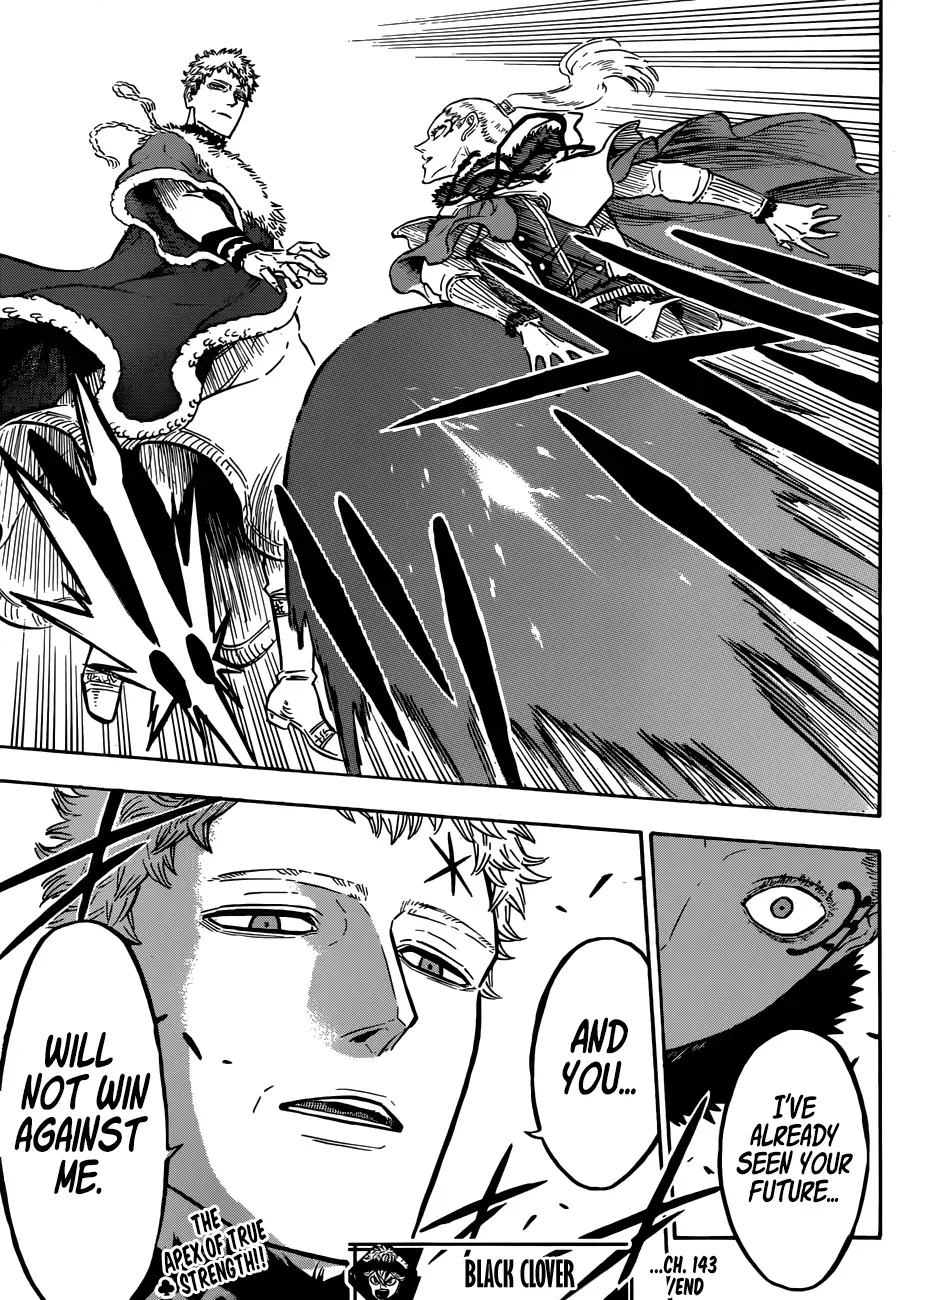 I'VE
ALREADY
SEEN YOUR
FUTURE...
AND
YOU...
WILL
NOT WIN
AGAINST
ME.
THE
APEX OF TRUE
STRENGTH!!
BLACK CLOVER
...CH. 143
/END